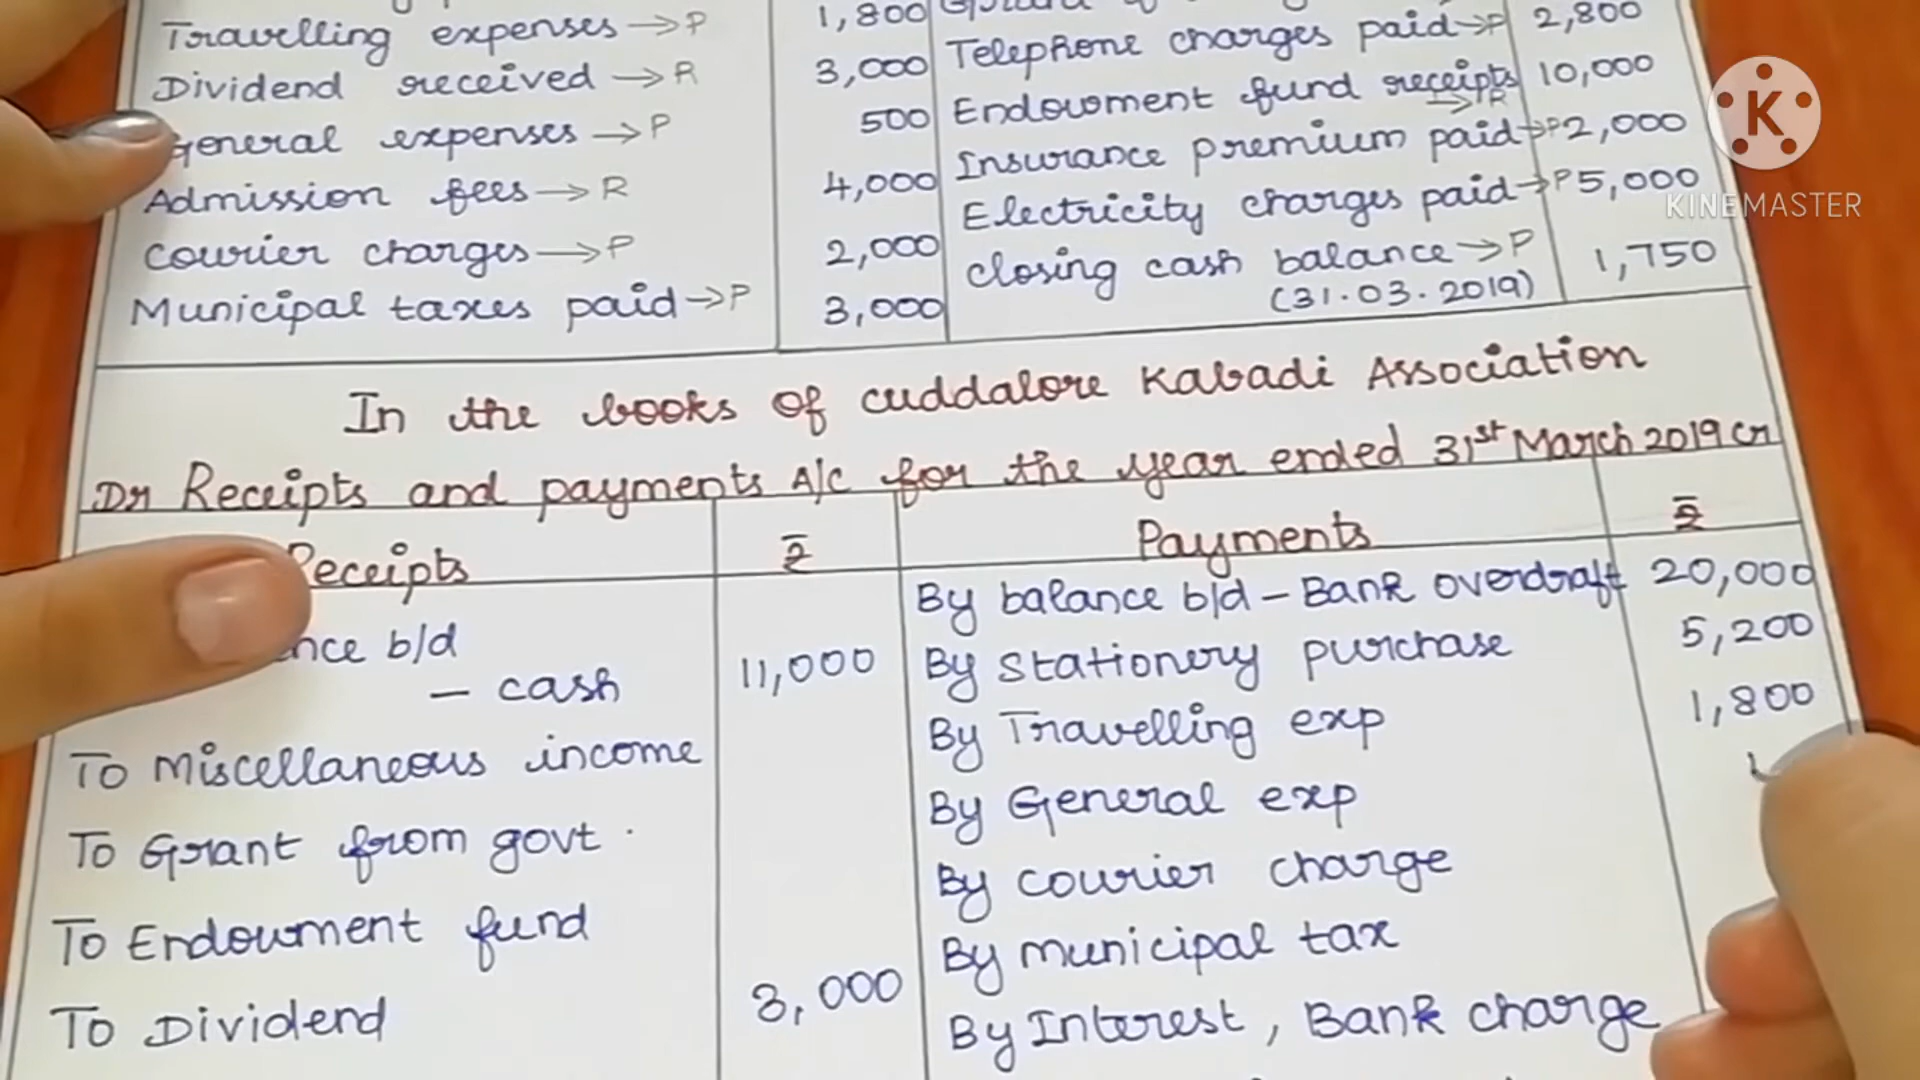 Travelling expenses → P 1,800
Dividend received → R 3,000
General expenses → P 500
Admission fees → R 4,000
Courier charges → P 2,000
Municipal taxes paid → P 3,000
Telephone charges paid → P 2,800
Endowment fund receipts → R 10,000
Insurance premium paid → P 2,000
Electricity charges paid → P 5,000
Closing cash balance → P 1,750
(31.03.2019)
K
KINEMASTER
In the books of Cuddalore Kabadi Association
Dr Receipts and payments A/c for the year ended 31st March 2019 Cr
Receipts ₹ Payments ₹
b/d
- cash 11,000
To Miscellaneous income
To Grant from govt.
To Endowment fund
To Dividend 3,000
By balance b/d - Bank overdraft 20,000
By Stationery purchase 5,200
By Travelling exp 1,800
By General exp
By courier charge
By municipal tax
By Interest, Bank charge